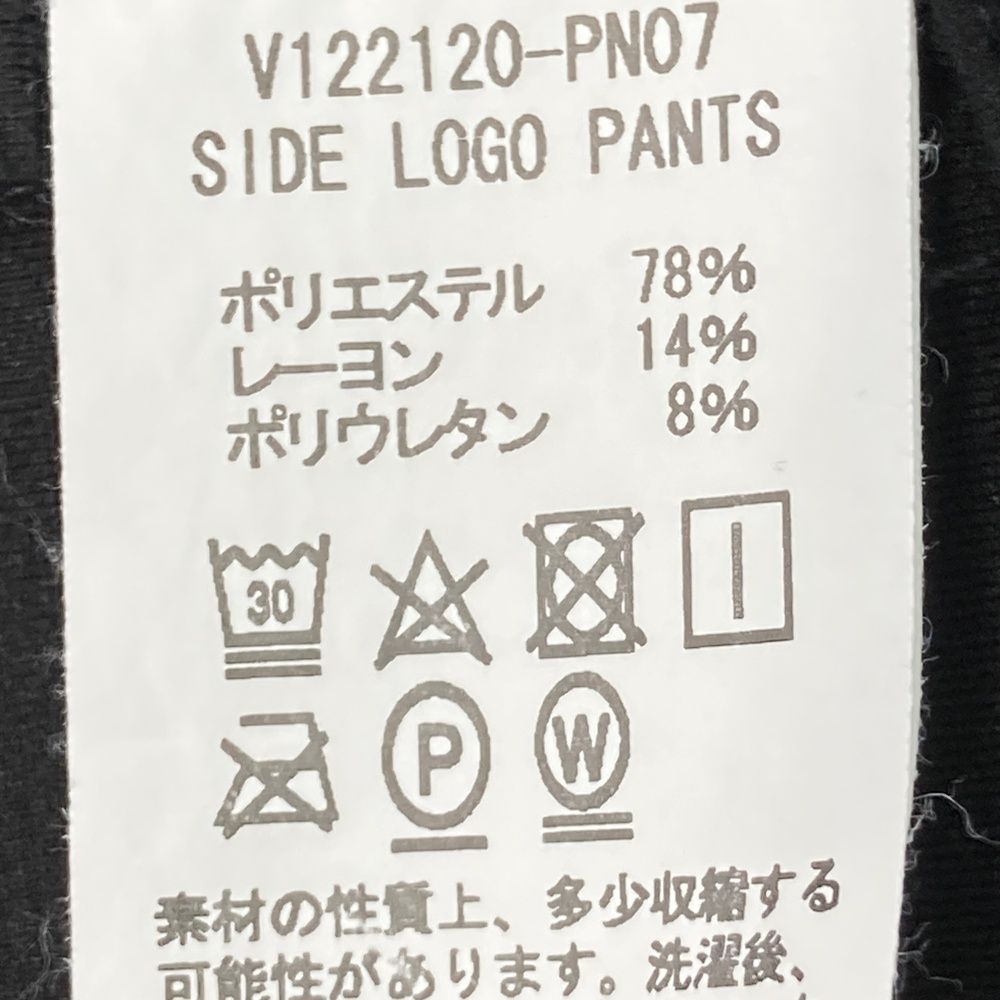 V122120-PN07
SIDE LOGO PANTS
ポリエステル 78%
レーヨン 14%
ポリウレタン 8%
30
P W
素材の性質上、多少収縮する
可能性があります。洗濯後、